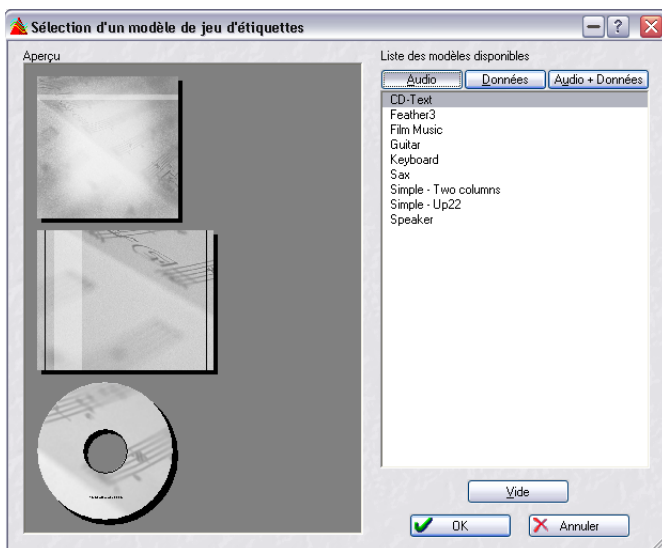 Sélection d'un modèle de jeu d'étiquettes
Aperçu
Liste des modèles disponibles
Audio
Données
Audio + Données
CD-Text
Feather3
Film Music
Guitar
Keyboard
Sax
Simple - Two columns
Simple - Up22
Speaker
Vide
OK
Annuler